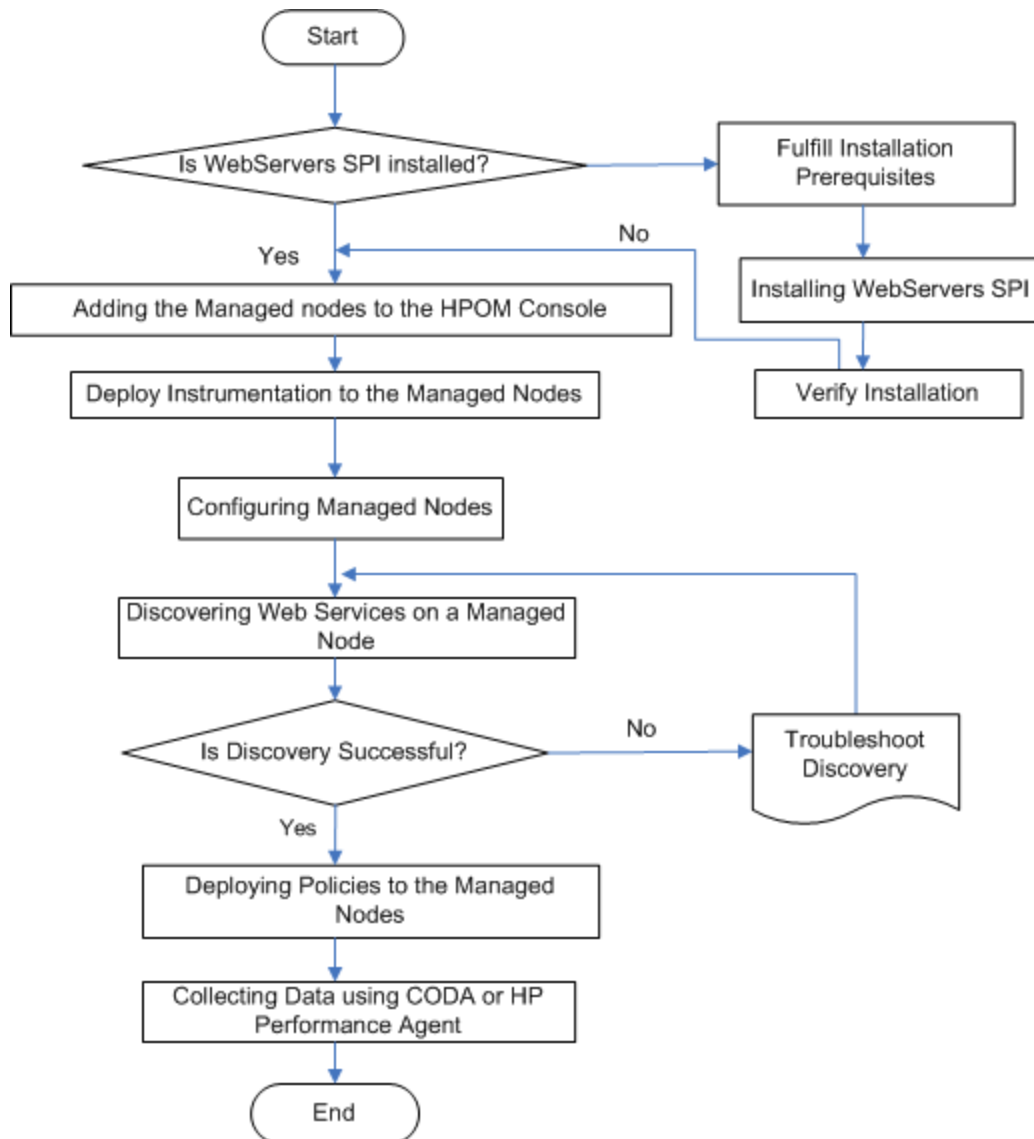 Start
Is WebServers SPI installed?
Fulfill Installation
Prerequisites
No
Yes
Installing WebServers SPI
Adding the Managed nodes to the HPOM Console
Deploy Instrumentation to the Managed Nodes
Verify Installation
Configuring Managed Nodes
Discovering Web Services on a Managed
Node
Is Discovery Successful?
No
Troubleshoot
Discovery
Yes
Deploying Policies to the Managed
Nodes
Collecting Data using CODA or HP
Performance Agent
End